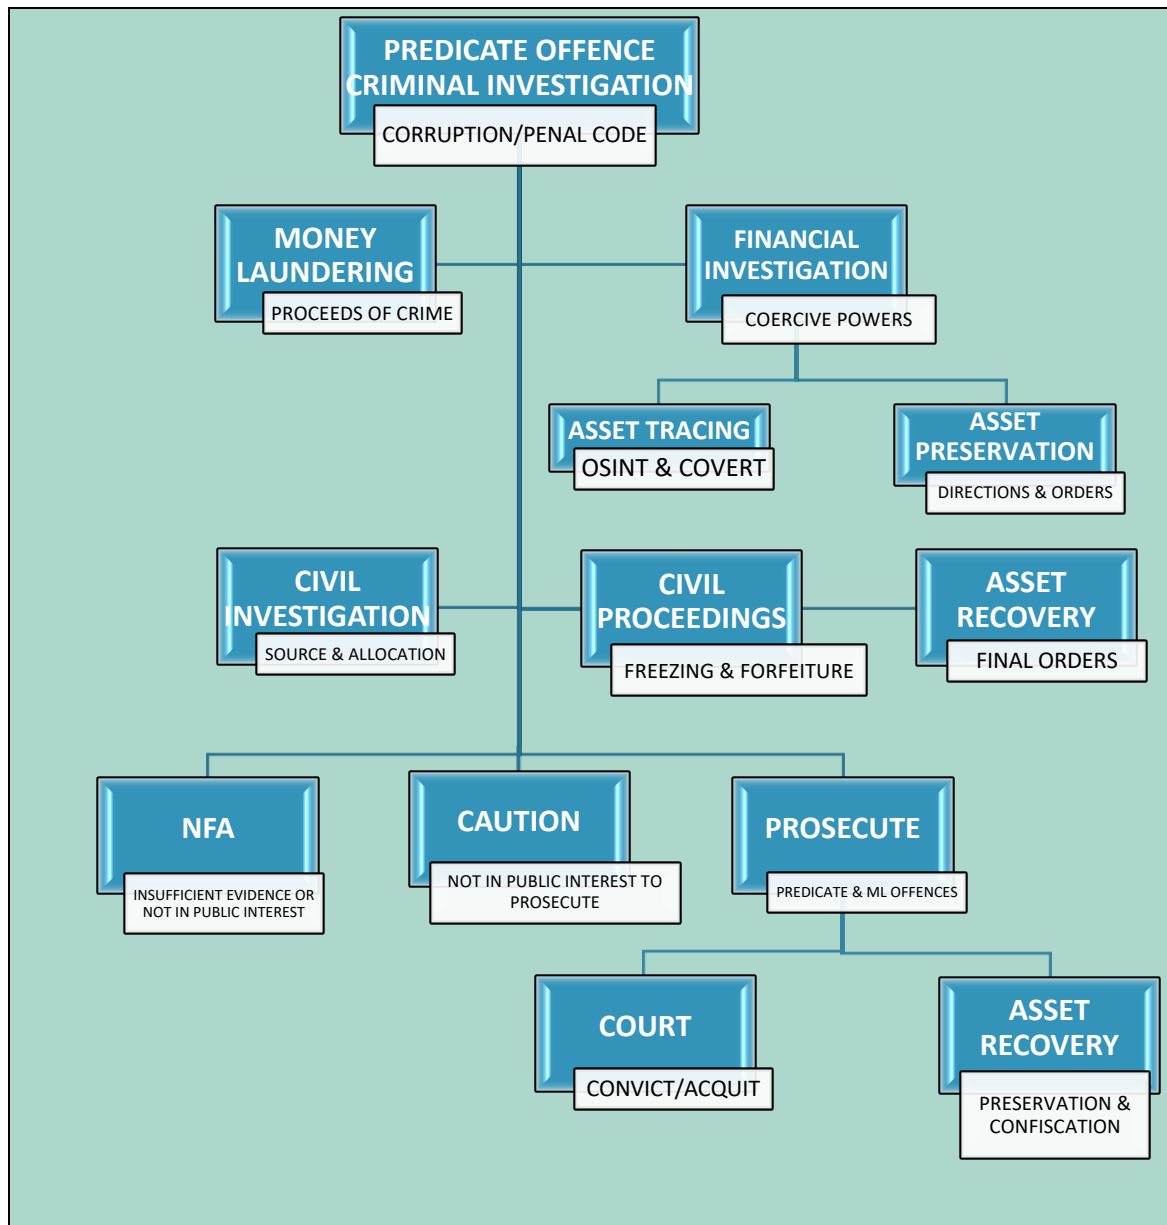 PREDICATE OFFENCE
CRIMINAL INVESTIGATION
CORRUPTION/PENAL CODE
MONEY
LAUNDERING
PROCEEDS OF CRIME
FINANCIAL
INVESTIGATION
COERCIVE POWERS
ASSET TRACING
OSINT & COVERT
ASSET
PRESERVATION
DIRECTIONS & ORDERS
CIVIL
INVESTIGATION
SOURCE & ALLOCATION
CIVIL
PROCEEDINGS
FREEZING & FORFEITURE
ASSET
RECOVERY
FINAL ORDERS
NFA
INSUFFICIENT EVIDENCE OR
NOT IN PUBLIC INTEREST
CAUTION
NOT IN PUBLIC INTEREST TO
PROSECUTE
PROSECUTE
PREDICATE & ML OFFENCES
COURT
CONVICT/ACQUIT
ASSET
RECOVERY
PRESERVATION &
CONFISCATION